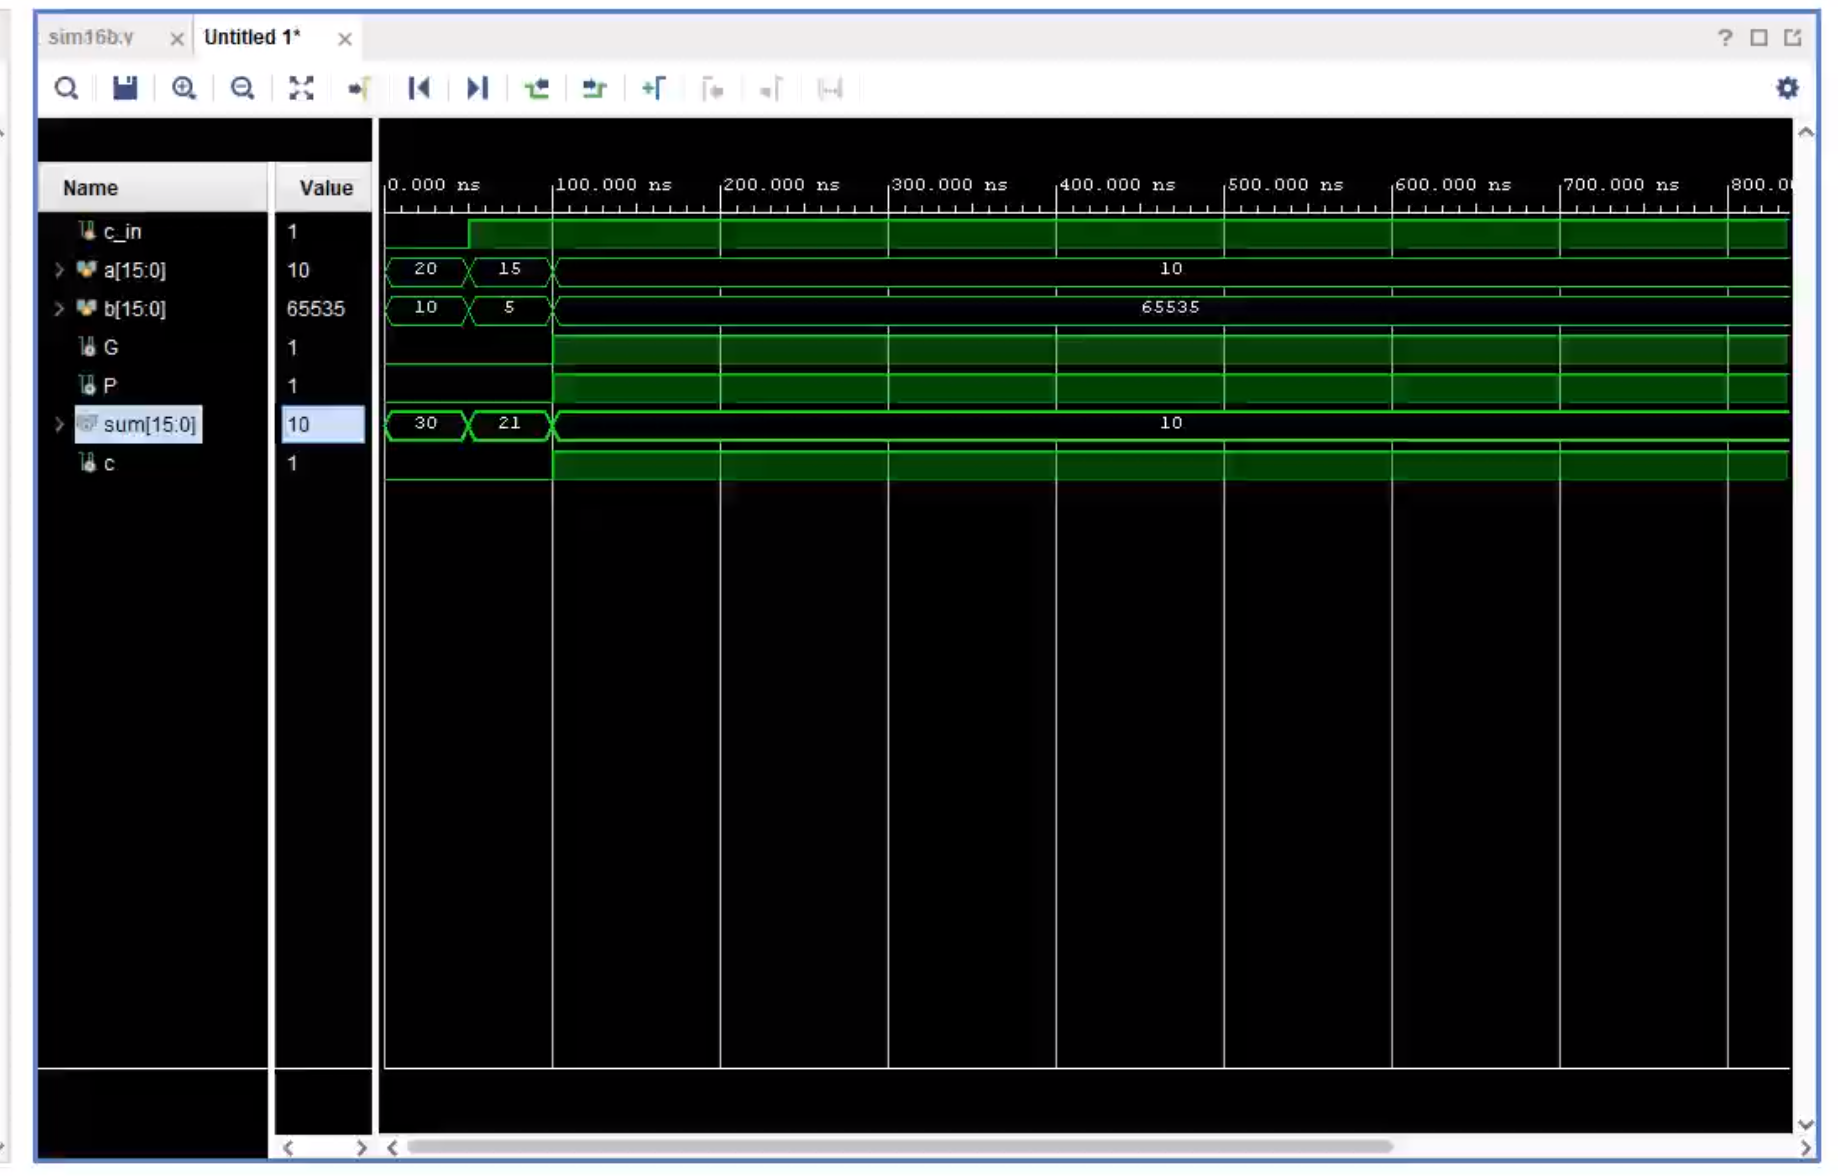 sim16b.v Untitled 1*
Name Value 0.000 ns 100.000 ns 200.000 ns 300.000 ns 400.000 ns 500.000 ns 600.000 ns 700.000 ns 800.0
c_in 1
a[15:0] 10 20 15 10
b[15:0] 65535 10 5 65535
G 1
P 1
sum[15:0] 10 30 21 10
c 1